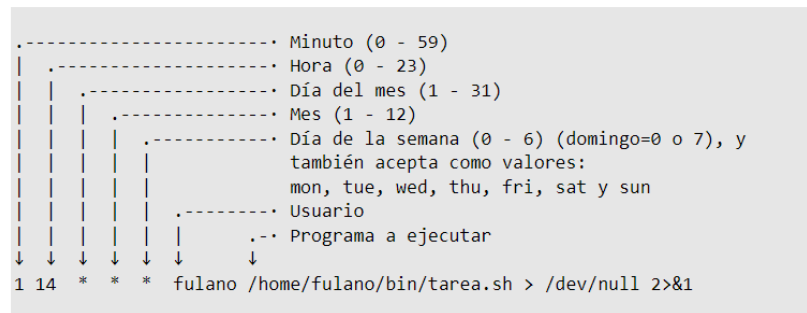 .-----------------------· Minuto (0 - 59)
|  .--------------------· Hora (0 - 23)
|  |  .-----------------· Día del mes (1 - 31)
|  |  |  .--------------· Mes (1 - 12)
|  |  |  |  .-----------· Día de la semana (0 - 6) (domingo=0 o 7), y
|  |  |  |  |             también acepta como valores:
|  |  |  |  |             mon, tue, wed, thu, fri, sat y sun
|  |  |  |  |  .--------· Usuario
|  |  |  |  |  |      .-· Programa a ejecutar
↓  ↓  ↓  ↓  ↓  ↓      ↓
1 14  *  *  *  fulano /home/fulano/bin/tarea.sh > /dev/null 2>&1